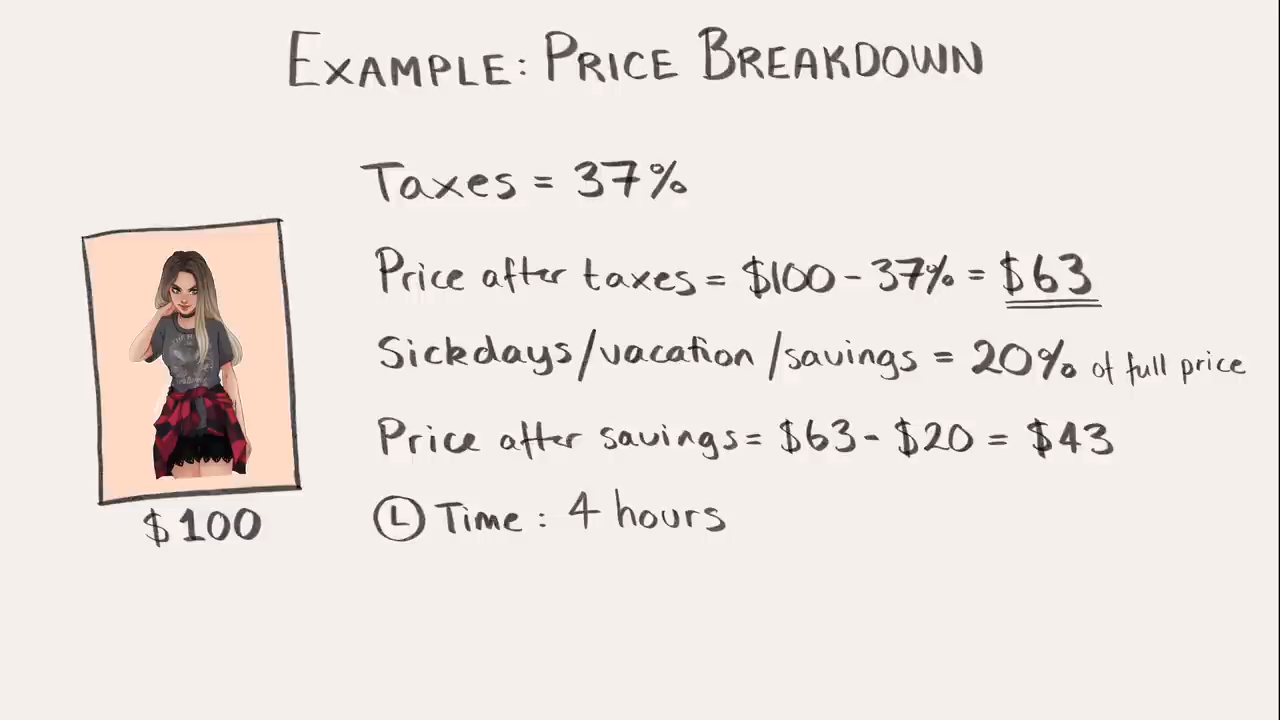 EXAMPLE: PRICE BREAKDOWN
Taxes = 37%
Price after taxes = $100 - 37% = $63
Sickdays/vacation/savings = 20% of full price
Price after savings = $63 - $20 = $43
Time: 4 hours
$100